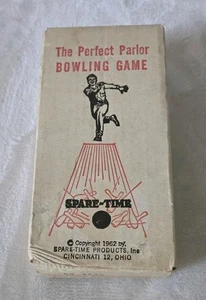 The Perfect Parlor
BOWLING GAME
SPARE-TIME
© Copyright 1962 by,
SPARE-TIME PRODUCTS, Inc
CINCINNATI 12, OHIO